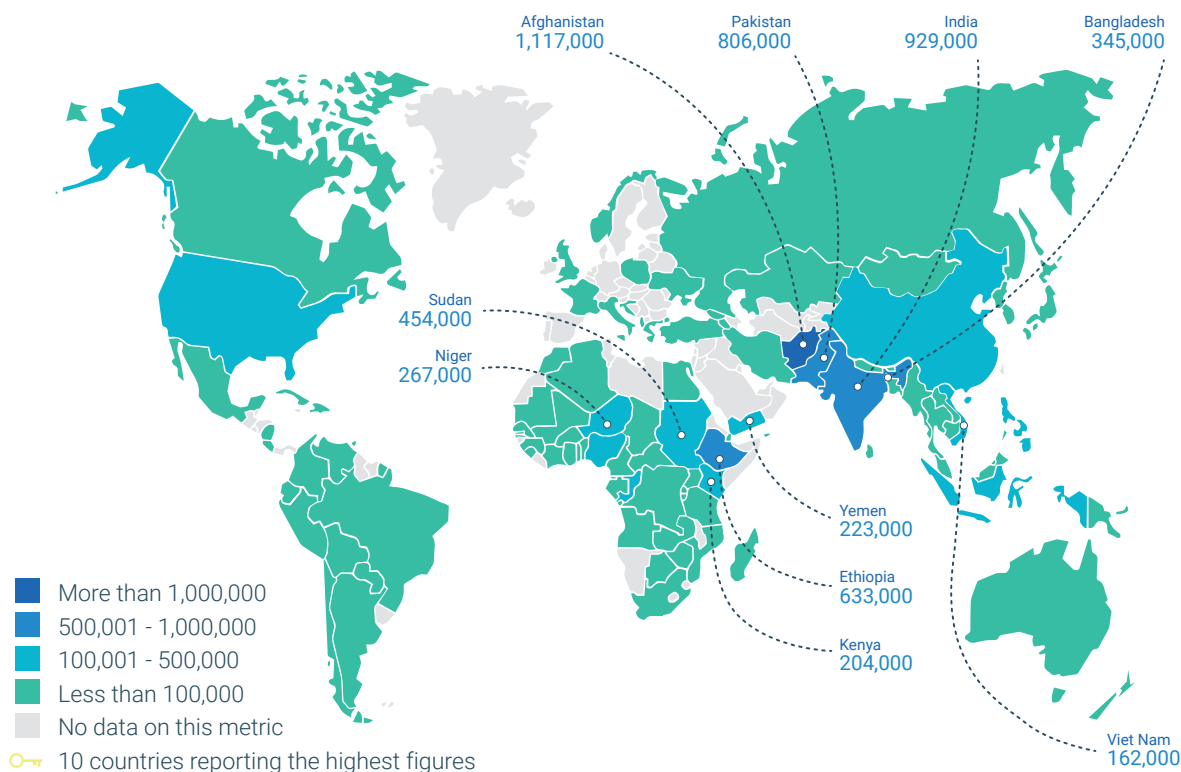 Afghanistan
1,117,000
Pakistan
806,000
India
929,000
Bangladesh
345,000
Sudan
454,000
Niger
267,000
Yemen
223,000
Ethiopia
633,000
Kenya
204,000
Viet Nam
162,000
More than 1,000,000
500,001 - 1,000,000
100,001 - 500,000
Less than 100,000
No data on this metric
10 countries reporting the highest figures